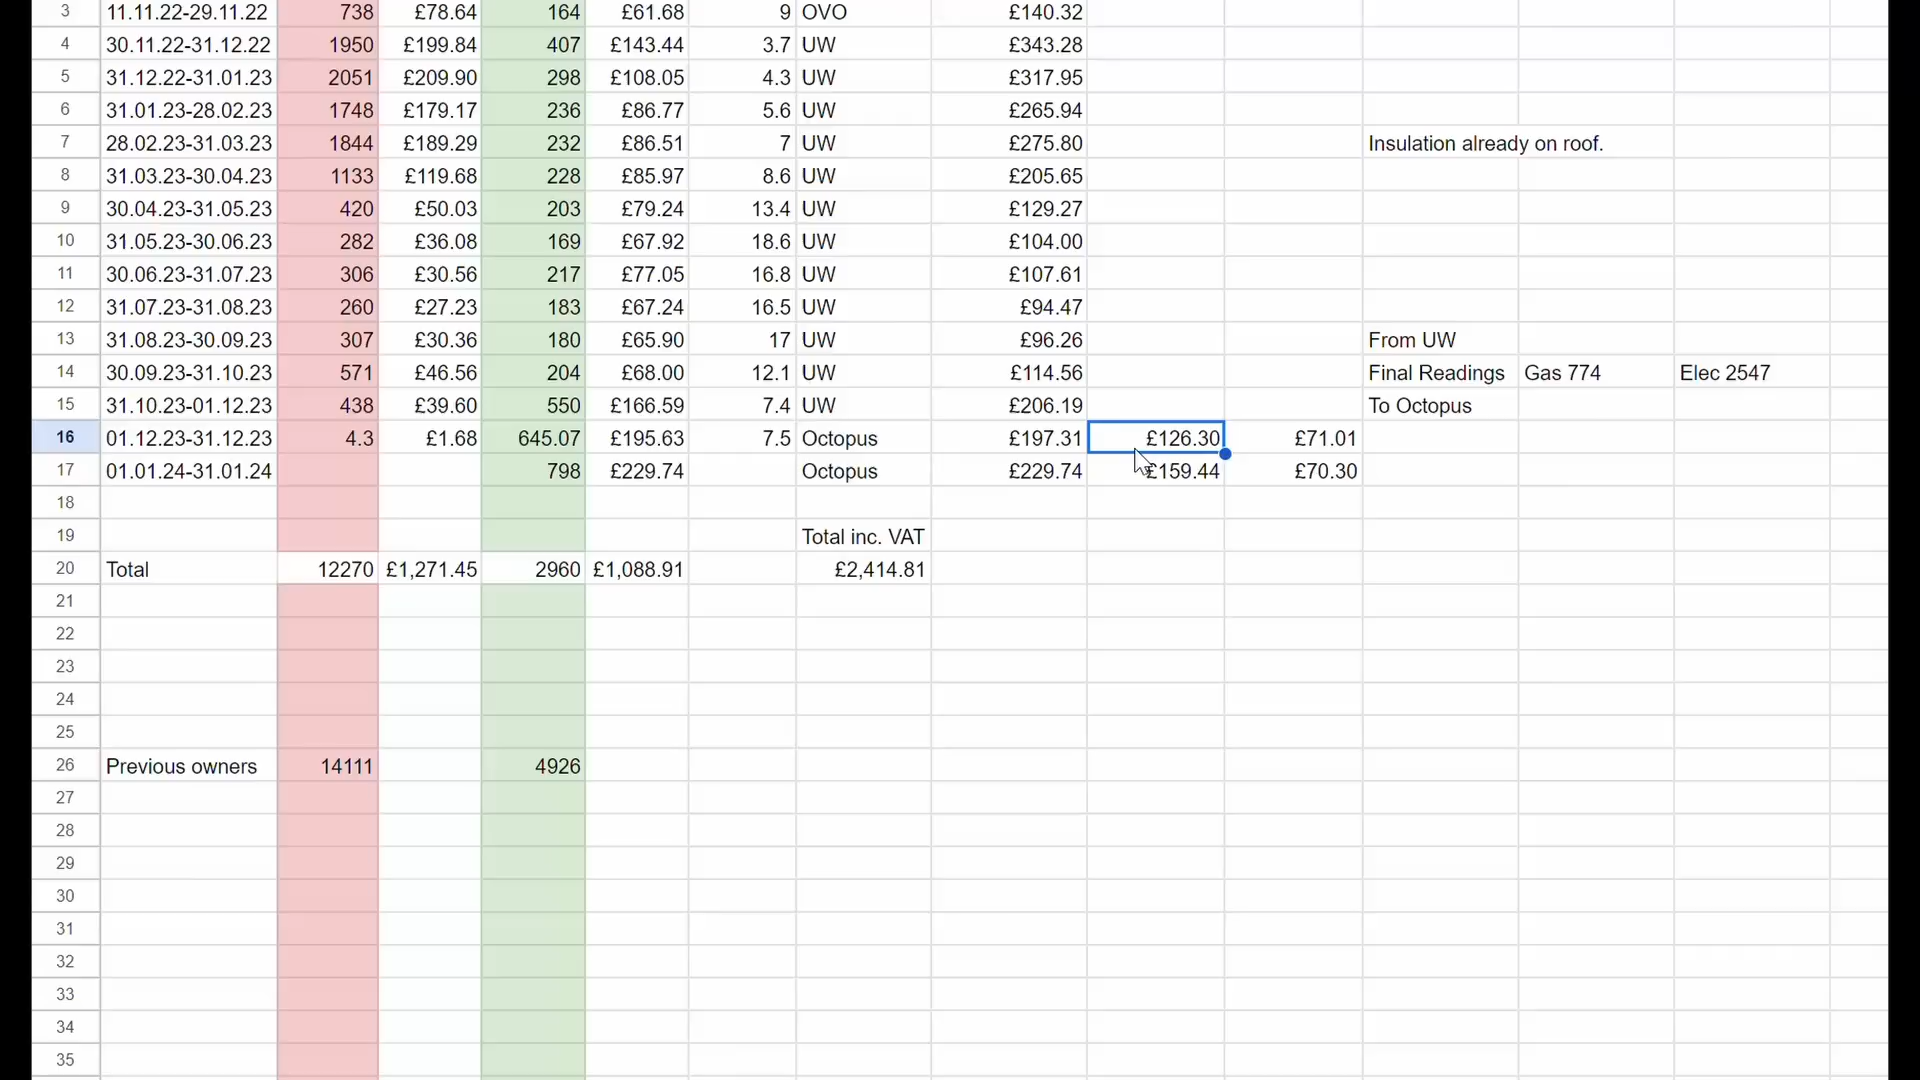 3 11.11.22-29.11.22 738 £78.64 164 £61.68 9 OVO £140.32
4 30.11.22-31.12.22 1950 £199.84 407 £143.44 3.7 UW £343.28
5 31.12.22-31.01.23 2051 £209.90 298 £108.05 4.3 UW £317.95
6 31.01.23-28.02.23 1748 £179.17 236 £86.77 5.6 UW £265.94
7 28.02.23-31.03.23 1844 £189.29 232 £86.51 7 UW £275.80 Insulation already on roof.
8 31.03.23-30.04.23 1133 £119.68 228 £85.97 8.6 UW £205.65
9 30.04.23-31.05.23 420 £50.03 203 £79.24 13.4 UW £129.27
10 31.05.23-30.06.23 282 £36.08 169 £67.92 18.6 UW £104.00
11 30.06.23-31.07.23 306 £30.56 217 £77.05 16.8 UW £107.61
12 31.07.23-31.08.23 260 £27.23 183 £67.24 16.5 UW £94.47
13 31.08.23-30.09.23 307 £30.36 180 £65.90 17 UW £96.26 From UW
14 30.09.23-31.10.23 571 £46.56 204 £68.00 12.1 UW £114.56 Final Readings Gas 774 Elec 2547
15 31.10.23-01.12.23 438 £39.60 550 £166.59 7.4 UW £206.19 To Octopus
16 01.12.23-31.12.23 4.3 £1.68 645.07 £195.63 7.5 Octopus £197.31 £126.30 £71.01
17 01.01.24-31.01.24 798 £229.74 Octopus £229.74 £159.44 £70.30
18
19 Total inc. VAT
20 Total 12270 £1,271.45 2960 £1,088.91 £2,414.81
21
22
23
24
25
26 Previous owners 14111 4926
27
28
29
30
31
32
33
34
35